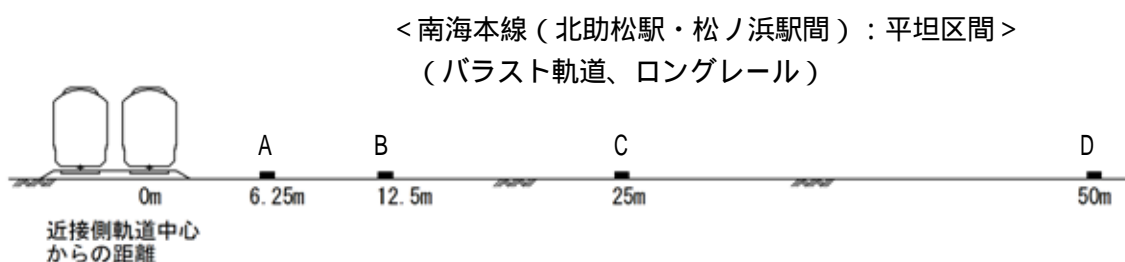 <南海本線(北助松駅・松ノ浜駅間):平坦区間>
(バラスト軌道、ロングレール)
A B C D
0m 6.25m 12.5m 25m 50m
近接側軌道中心
からの距離